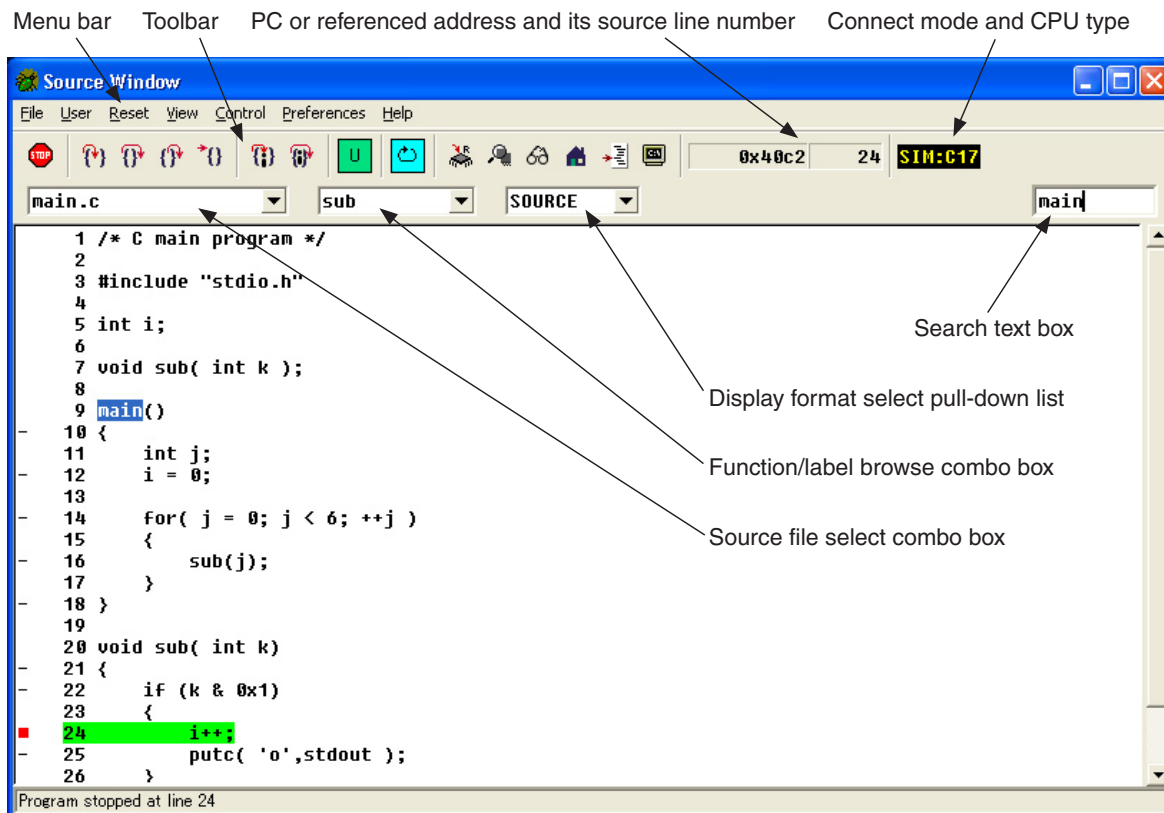 Menu bar Toolbar PC or referenced address and its source line number Connect mode and CPU type
Source Window
File User Reset View Control Preferences Help
STOP U 0x40c2 24 SIM:C17
main.c sub SOURCE main
1 /* C main program */
2
3 #include "stdio.h"
4
5 int i;
6
7 void sub( int k );
8
9 main()
10 {
11 int j;
12 i = 0;
13
14 for( j = 0; j < 6; ++j )
15 {
16 sub(j);
17 }
18 }
19
20 void sub( int k)
21 {
22 if (k & 0x1)
23 {
24 i++;
25 putc( 'o',stdout );
26 }
Search text box
Display format select pull-down list
Function/label browse combo box
Source file select combo box
Program stopped at line 24